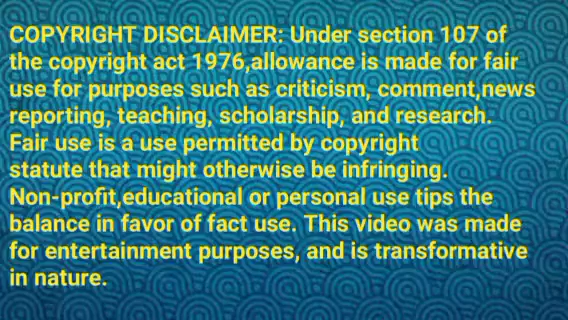 COPYRIGHT DISCLAIMER: Under section 107 of
the copyright act 1976,allowance is made for fair
use for purposes such as criticism, comment,news
reporting, teaching, scholarship, and research.
Fair use is a use permitted by copyright
statute that might otherwise be infringing.
Non-profit,educational or personal use tips the
balance in favor of fact use. This video was made
for entertainment purposes, and is transformative
in nature.